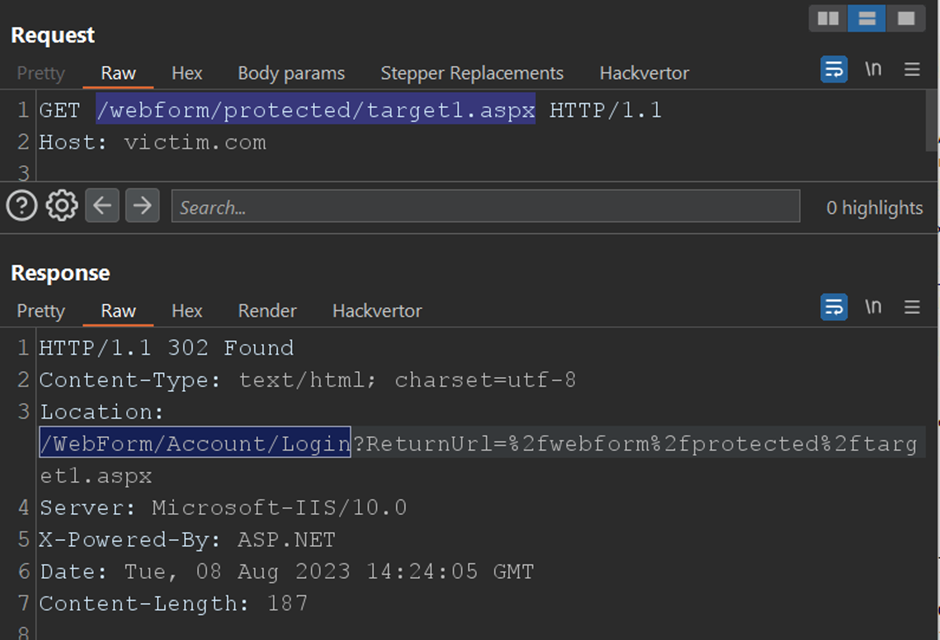 Request
Pretty Raw Hex Body params Stepper Replacements Hackvertor \n
1 GET /webform/protected/target1.aspx HTTP/1.1
2 Host: victim.com
3
? Search... 0 highlights
Response
Pretty Raw Hex Render Hackvertor \n
1 HTTP/1.1 302 Found
2 Content-Type: text/html; charset=utf-8
3 Location:
/WebForm/Account/Login?ReturnUrl=%2fwebform%2fprotected%2ftarg
et1.aspx
4 Server: Microsoft-IIS/10.0
5 X-Powered-By: ASP.NET
6 Date: Tue, 08 Aug 2023 14:24:05 GMT
7 Content-Length: 187
8